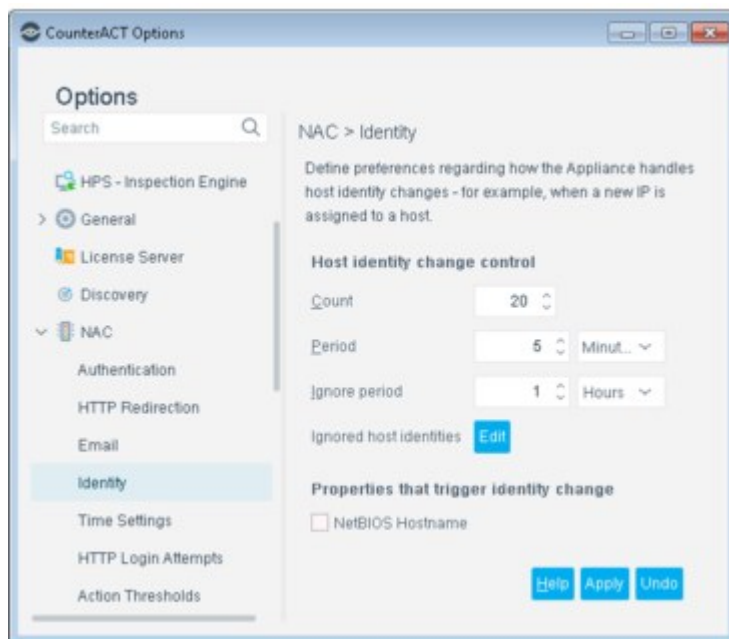 CounterACT Options
Options
Search
HPS - Inspection Engine
General
License Server
Discovery
NAC
Authentication
HTTP Redirection
Email
Identity
Time Settings
HTTP Login Attempts
Action Thresholds
NAC > Identity
Define preferences regarding how the Appliance handles
host identity changes - for example, when a new IP is
assigned to a host.
Host identity change control
Count 20
Period 5 Minut...
Ignore period 1 Hours
Ignored host identities Edit
Properties that trigger identity change
NetBIOS Hostname
Help Apply Undo